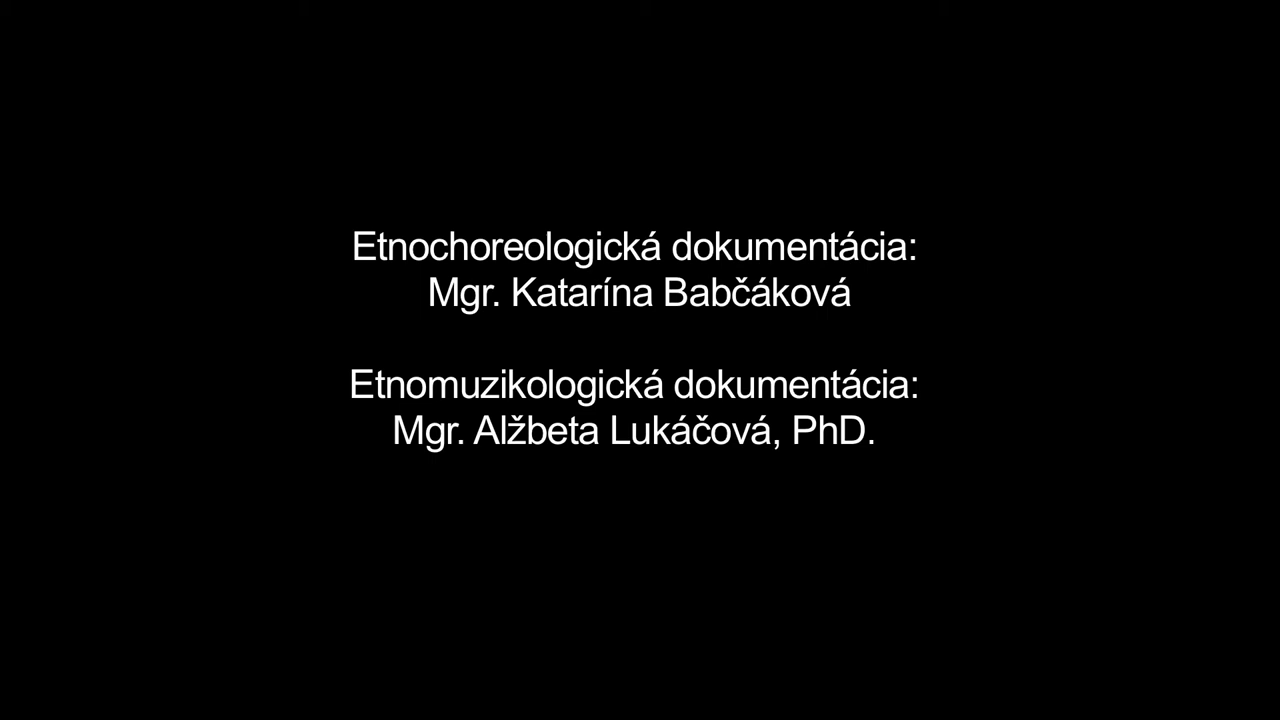 Etnochoreologická dokumentácia:
Mgr. Katarína Babčáková
Etnomuzikologická dokumentácia:
Mgr. Alžbeta Lukáčová, PhD.